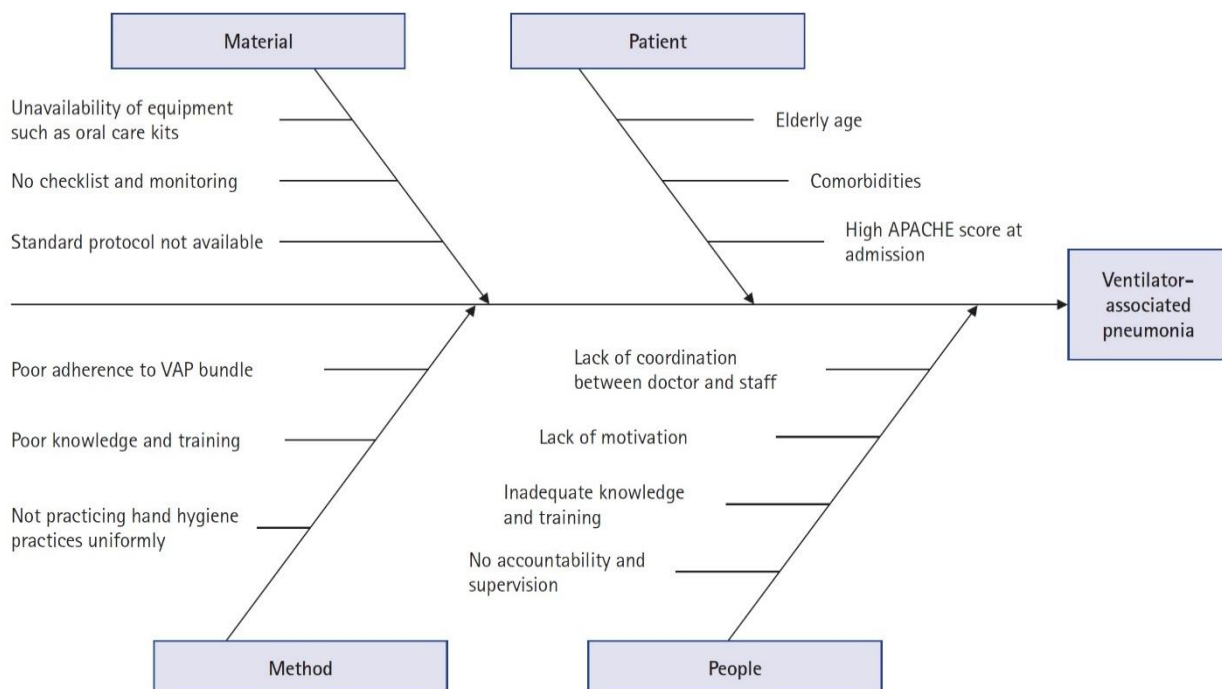 Material
Patient
Unavailability of equipment
such as oral care kits
No checklist and monitoring
Standard protocol not available
Elderly age
Comorbidities
High APACHE score at
admission
Ventilator-
associated
pneumonia
Poor adherence to VAP bundle
Poor knowledge and training
Not practicing hand hygiene
practices uniformly
Lack of coordination
between doctor and staff
Lack of motivation
Inadequate knowledge
and training
No accountability and
supervision
Method
People